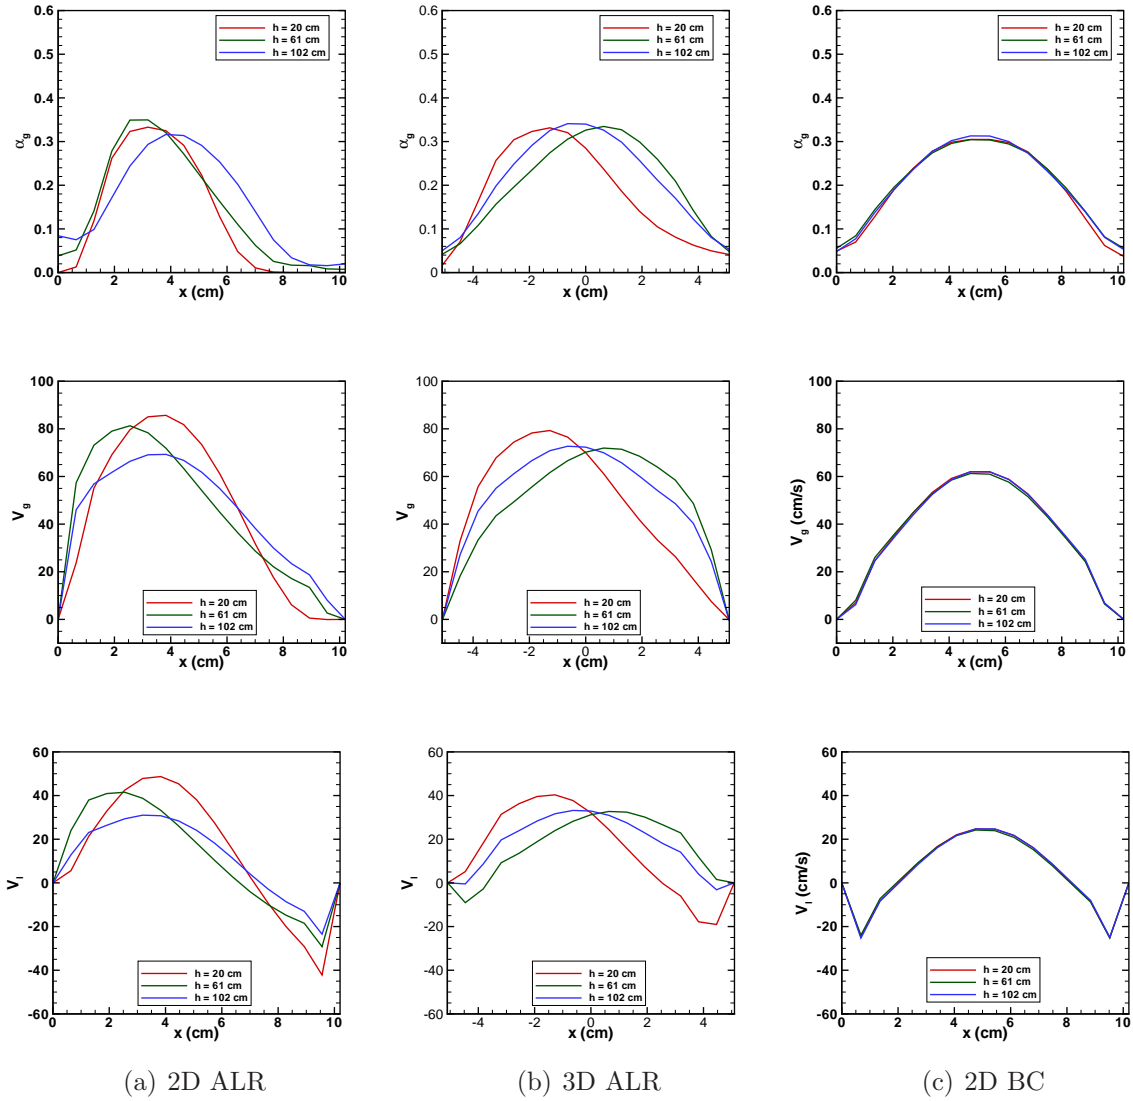 0.6
0.5
0.4
0.3
0.2
0.1
0.0
αg
0 2 4 6 8 10
x (cm)
h = 20 cm
h = 61 cm
h = 102 cm
0.6
0.5
0.4
0.3
0.2
0.1
0
αg
-4 -2 0 2 4
x (cm)
h = 20 cm
h = 61 cm
h = 102 cm
0.6
0.5
0.4
0.3
0.2
0.1
0.0
αg
0 2 4 6 8 10
x (cm)
h = 20 cm
h = 61 cm
h = 102 cm
100
80
60
40
20
0
Vg
0 2 4 6 8 10
x (cm)
h = 20 cm
h = 61 cm
h = 102 cm
100
80
60
40
20
0
Vg
-4 -2 0 2 4
x (cm)
h = 20 cm
h = 61 cm
h = 102 cm
100
80
60
40
20
0
Vg (cm/s)
0 2 4 6 8 10
x (cm)
h = 20 cm
h = 61 cm
h = 102 cm
60
40
20
0
-20
-40
-60
Vl
0 2 4 6 8 10
x (cm)
h = 20 cm
h = 61 cm
h = 102 cm
60
40
20
0
-20
-40
-60
Vl
-4 -2 0 2 4
x (cm)
h = 20 cm
h = 61 cm
h = 102 cm
60
40
20
0
-20
-40
-60
Vl (cm/s)
0 2 4 6 8 10
x (cm)
h = 20 cm
h = 61 cm
h = 102 cm
(a) 2D ALR
(b) 3D ALR
(c) 2D BC